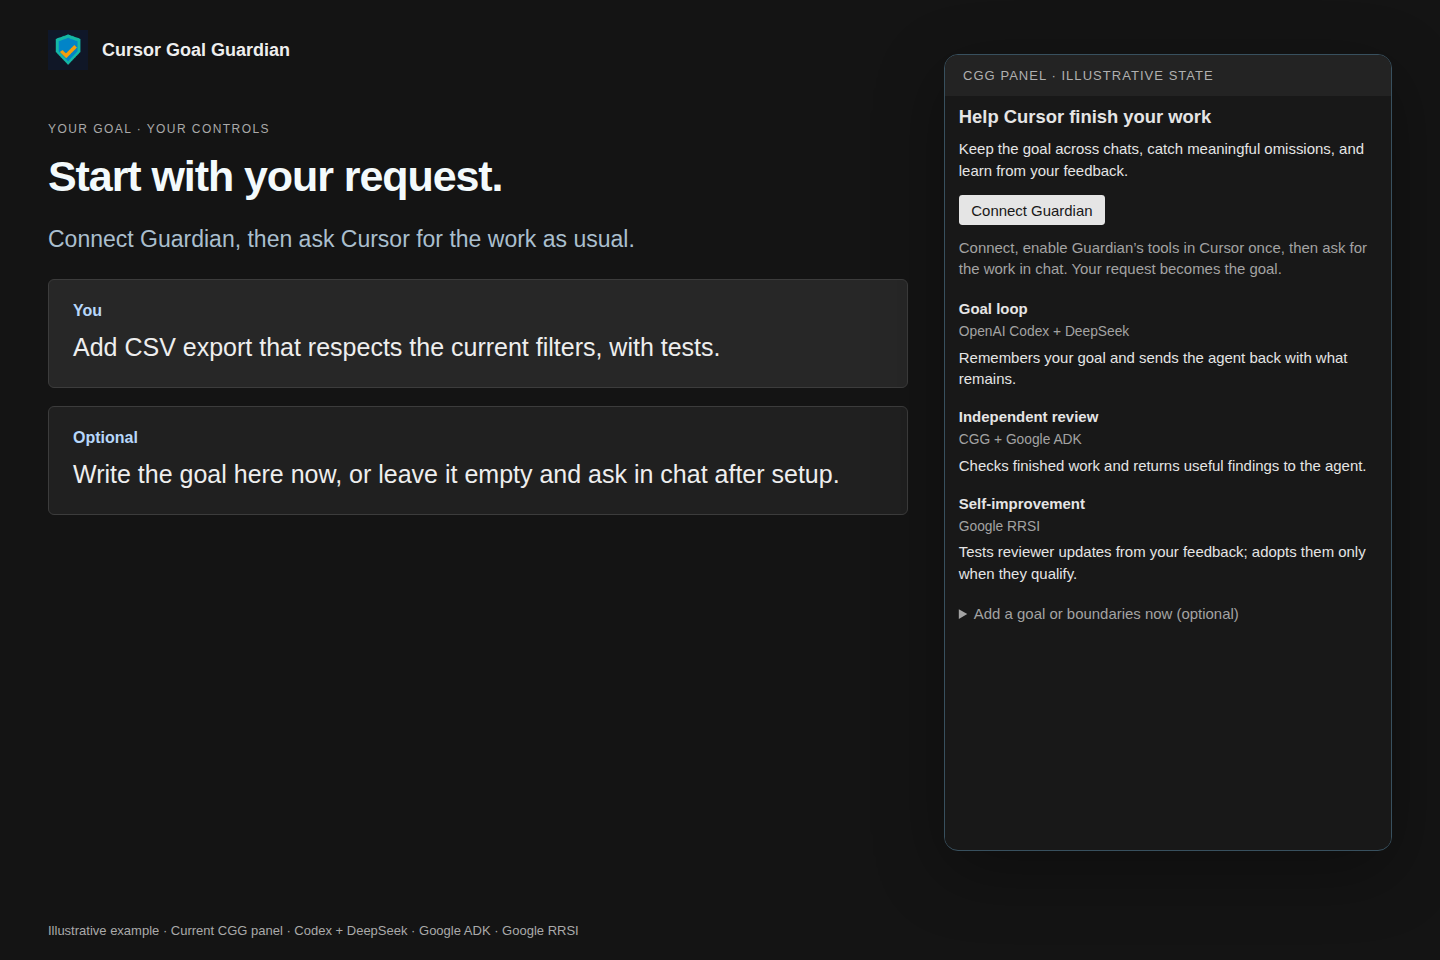 Cursor Goal Guardian
YOUR GOAL · YOUR CONTROLS
Start with your request.
Connect Guardian, then ask Cursor for the work as usual.
You
Add CSV export that respects the current filters, with tests.
Optional
Write the goal here now, or leave it empty and ask in chat after setup.
CGG PANEL · ILLUSTRATIVE STATE
Help Cursor finish your work
Keep the goal across chats, catch meaningful omissions, and
learn from your feedback.
Connect Guardian
Connect, enable Guardian’s tools in Cursor once, then ask for
the work in chat. Your request becomes the goal.
Goal loop
OpenAI Codex + DeepSeek
Remembers your goal and sends the agent back with what
remains.
Independent review
CGG + Google ADK
Checks finished work and returns useful findings to the agent.
Self-improvement
Google RRSI
Tests reviewer updates from your feedback; adopts them only
when they qualify.
Add a goal or boundaries now (optional)
Illustrative example · Current CGG panel · Codex + DeepSeek · Google ADK · Google RRSI